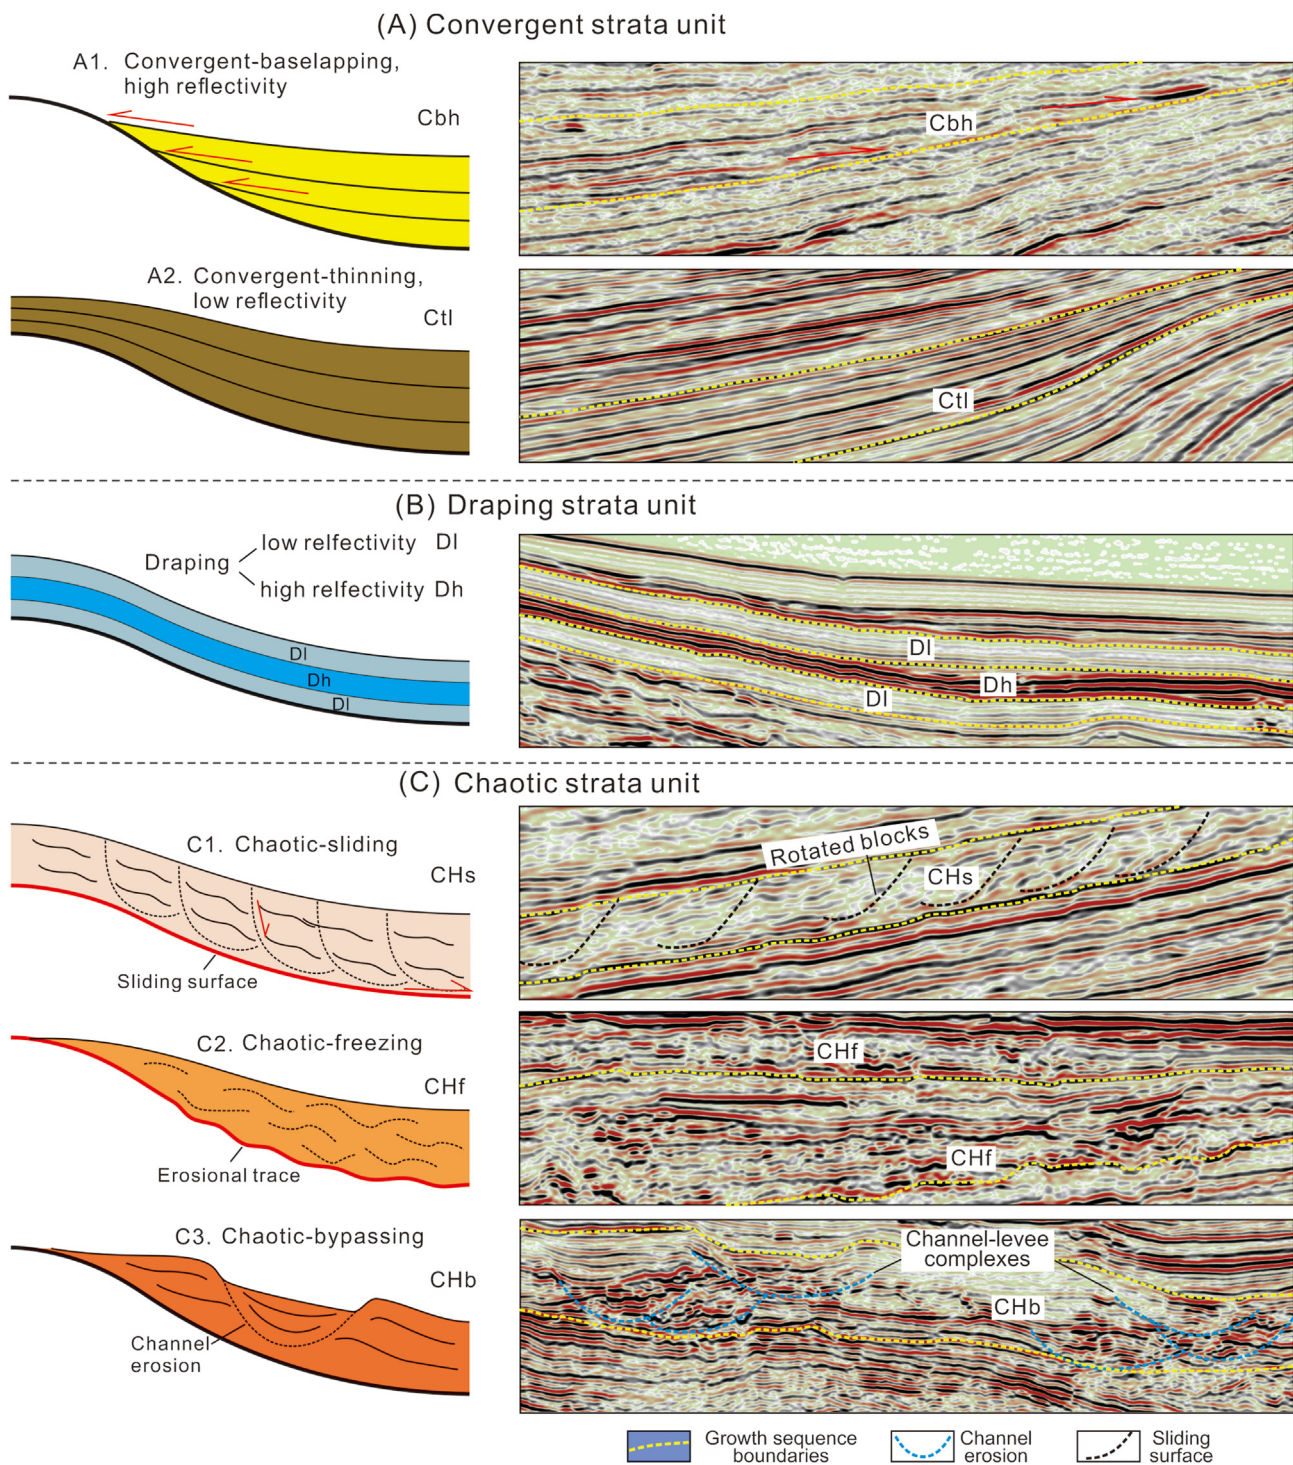 (A) Convergent strata unit
A1. Convergent-baselapping,
high reflectivity
Cbh
Cbh
A2. Convergent-thinning,
low reflectivity
Ctl
Ctl
(B) Draping strata unit
Draping
low relfectivity Dl
high relfectivity Dh
Dl
Dh
Dl
Dl
Dh
Dl
(C) Chaotic strata unit
C1. Chaotic-sliding
CHs
Sliding surface
Rotated blocks
CHs
C2. Chaotic-freezing
CHf
Erosional trace
CHf
CHf
C3. Chaotic-bypassing
CHb
Channel
erosion
Channel-levee
complexes
CHb
Growth sequence
boundaries
Channel
erosion
Sliding
surface